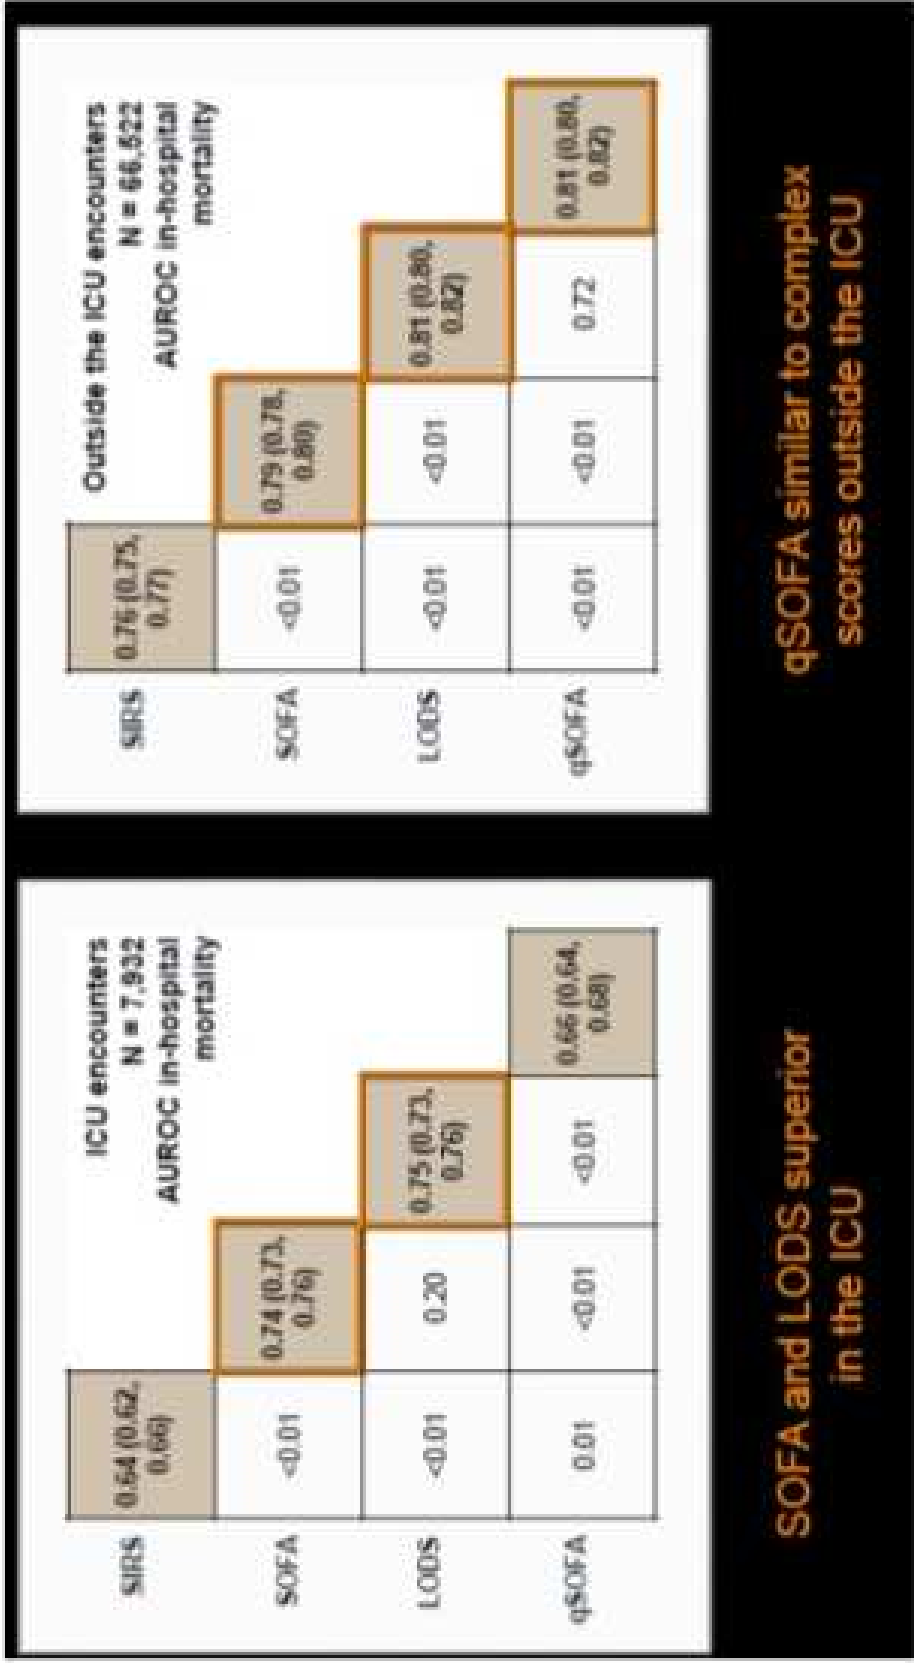 ICU encounters
N = 7,932
AUROC in-hospital
mortality
SIRS
0.64 (0.62,
0.66)
SOFA
<0.01
0.74 (0.73,
0.76)
LODS
<0.01
0.20
0.75 (0.73,
0.76)
qSOFA
0.01
<0.01
<0.01
0.66 (0.64,
0.68)
SOFA and LODS superior
in the ICU
Outside the ICU encounters
N = 66,522
AUROC in-hospital
mortality
SIRS
0.76 (0.75,
0.77)
SOFA
<0.01
0.79 (0.78,
0.80)
LODS
<0.01
<0.01
0.81 (0.80,
0.82)
qSOFA
<0.01
<0.01
0.72
0.81 (0.80,
0.82)
qSOFA similar to complex
scores outside the ICU